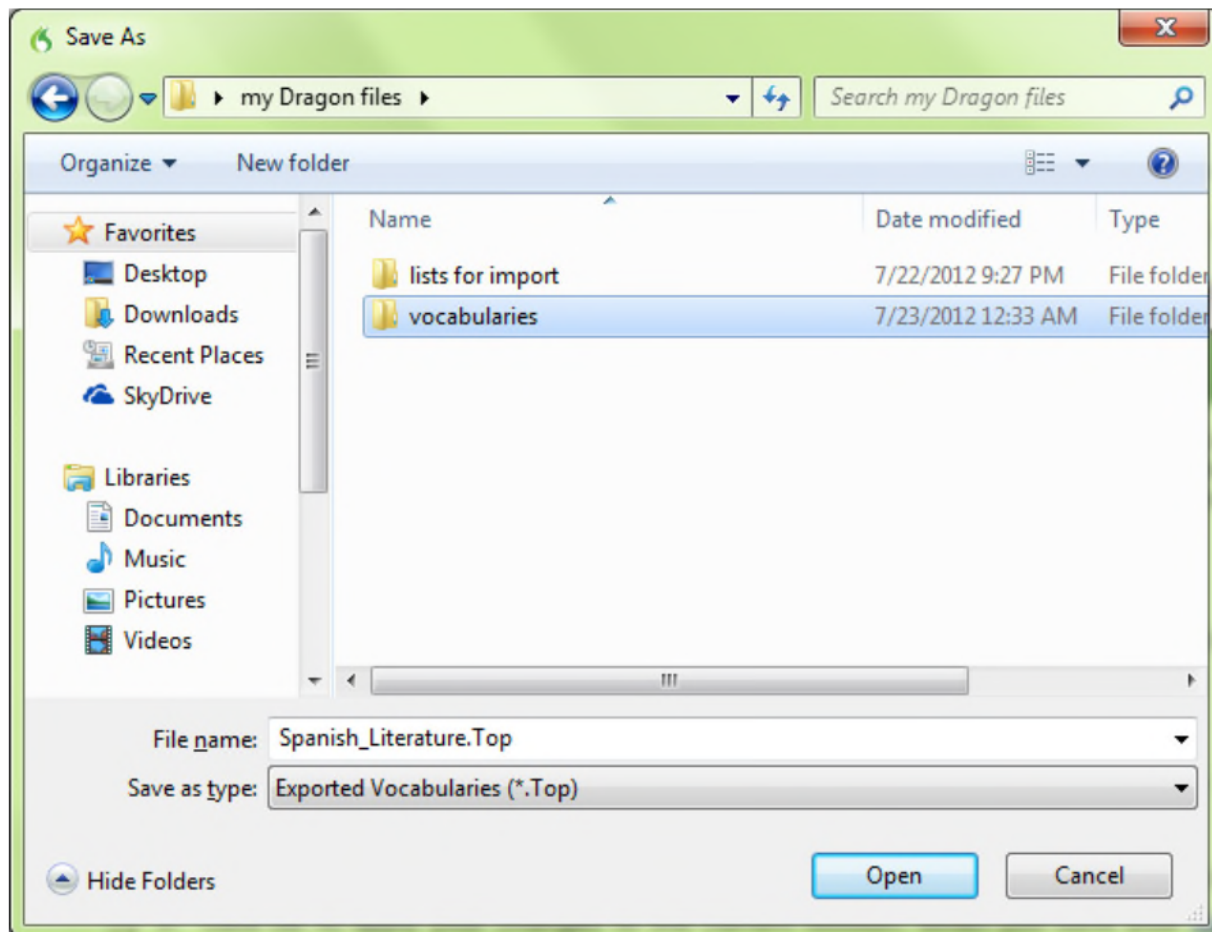 Save As
my Dragon files
Search my Dragon files
Organize
New folder
Name
Date modified
Type
Favorites
Desktop
Downloads
Recent Places
SkyDrive
Libraries
Documents
Music
Pictures
Videos
lists for import
7/22/2012 9:27 PM
File folder
vocabularies
7/23/2012 12:33 AM
File folder
File name: Spanish_Literature.Top
Save as type: Exported Vocabularies (*.Top)
Hide Folders
Open
Cancel